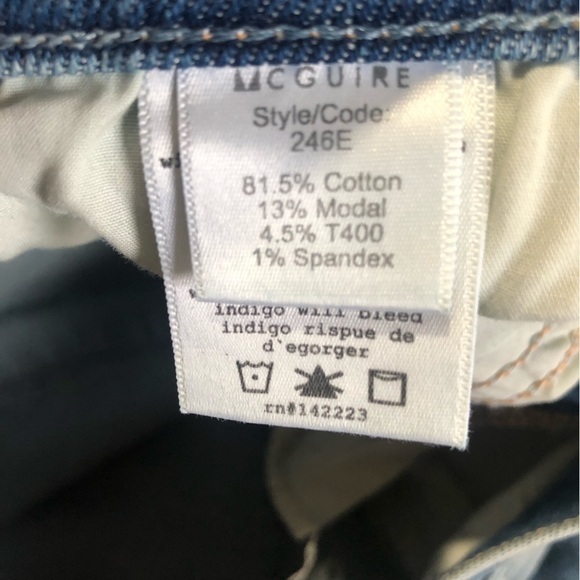 MCGUIRE
Style/Code:
246E
81.5% Cotton
13% Modal
4.5% T400
1% Spandex
indigo will bleed
indigo rispue de
d`egorger
rn#142223